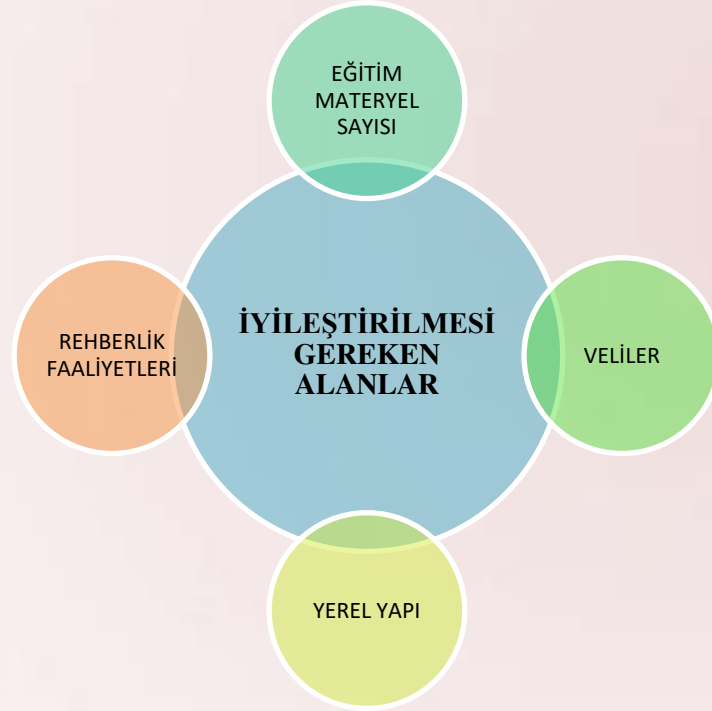 EĞİTİM
MATERYEL
SAYISI
REHBERLİK
FAALİYETLERİ
İYİLEŞTİRİLMESİ
GEREKEN
ALANLAR
VELİLER
YEREL YAPI